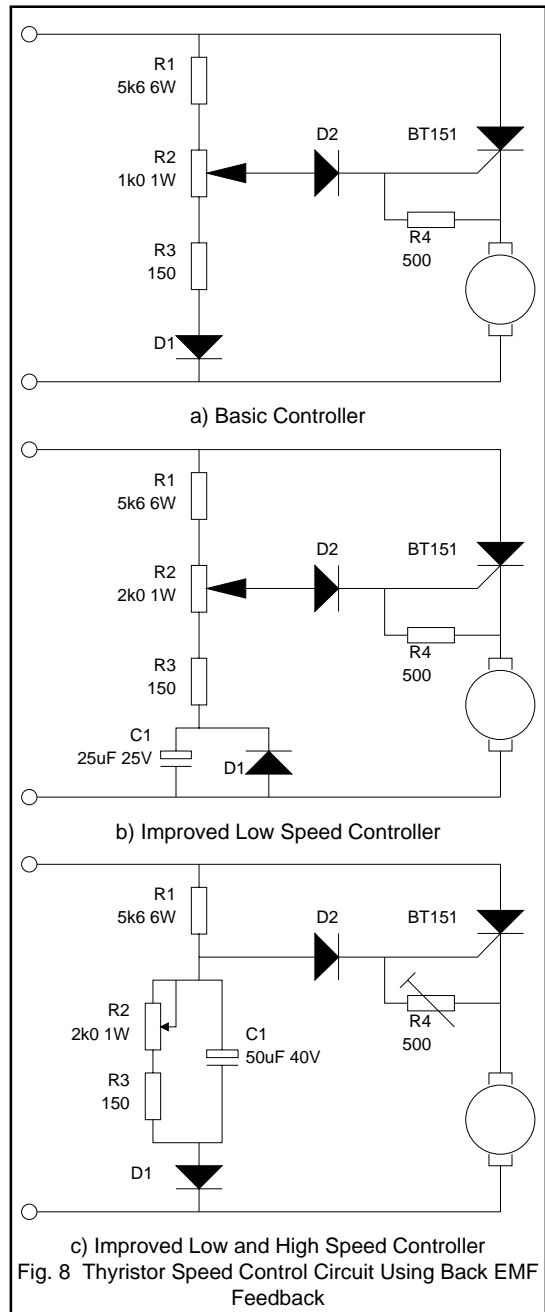 R1
5k6 6W
D2
BT151
R2
1k0 1W
R4
500
R3
150
D1
a) Basic Controller
R1
5k6 6W
D2
BT151
R2
2k0 1W
R4
500
R3
150
C1
25uF 25V
D1
b) Improved Low Speed Controller
R1
5k6 6W
D2
BT151
R2
2k0 1W
C1
50uF 40V
R4
500
R3
150
D1
c) Improved Low and High Speed Controller
Fig. 8 Thyristor Speed Control Circuit Using Back EMF
Feedback